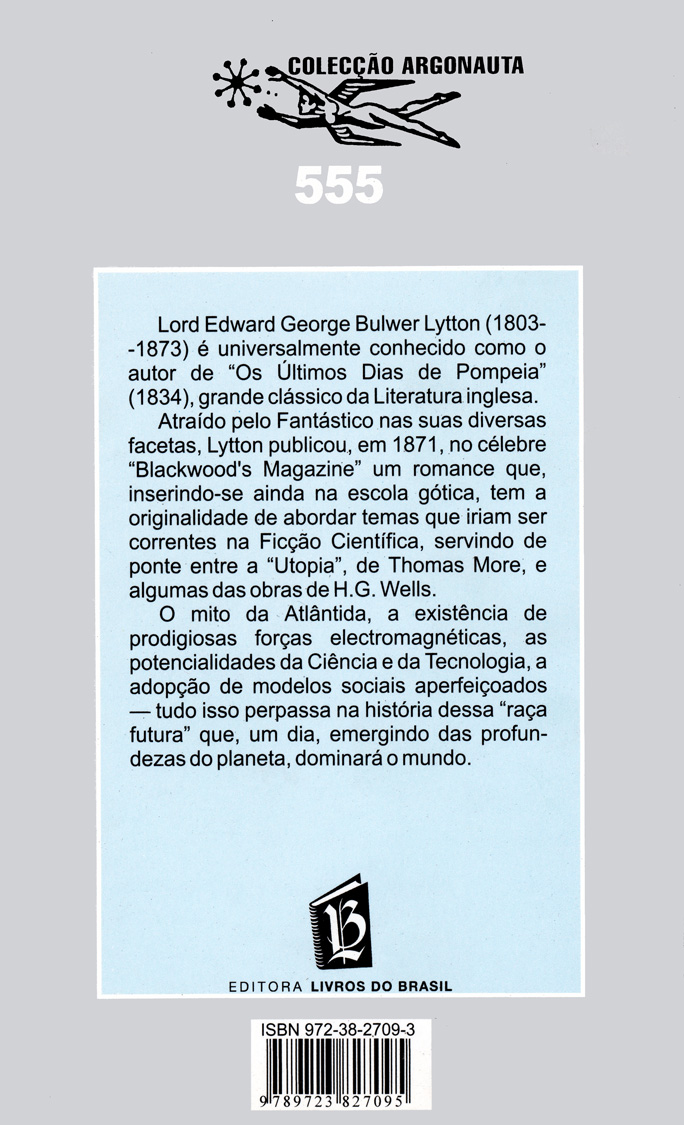 COLECÇÃO ARGONAUTA
555
Lord Edward George Bulwer Lytton (1803-
-1873) é universalmente conhecido como o
autor de “Os Últimos Dias de Pompeia”
(1834), grande clássico da Literatura inglesa.
Atraído pelo Fantástico nas suas diversas
facetas, Lytton publicou, em 1871, no célebre
“Blackwood's Magazine” um romance que,
inserindo-se ainda na escola gótica, tem a
originalidade de abordar temas que iriam ser
correntes na Ficção Científica, servindo de
ponte entre a “Utopia”, de Thomas More, e
algumas das obras de H.G. Wells.
O mito da Atlântida, a existência de
prodigiosas forças electromagnéticas, as
potencialidades da Ciência e da Tecnologia, a
adopção de modelos sociais aperfeiçoados
— tudo isso perpassa na história dessa “raça
futura” que, um dia, emergindo das profun-
dezas do planeta, dominará o mundo.
LB
EDITORA LIVROS DO BRASIL
ISBN 972-38-2709-3
9 789723 827095